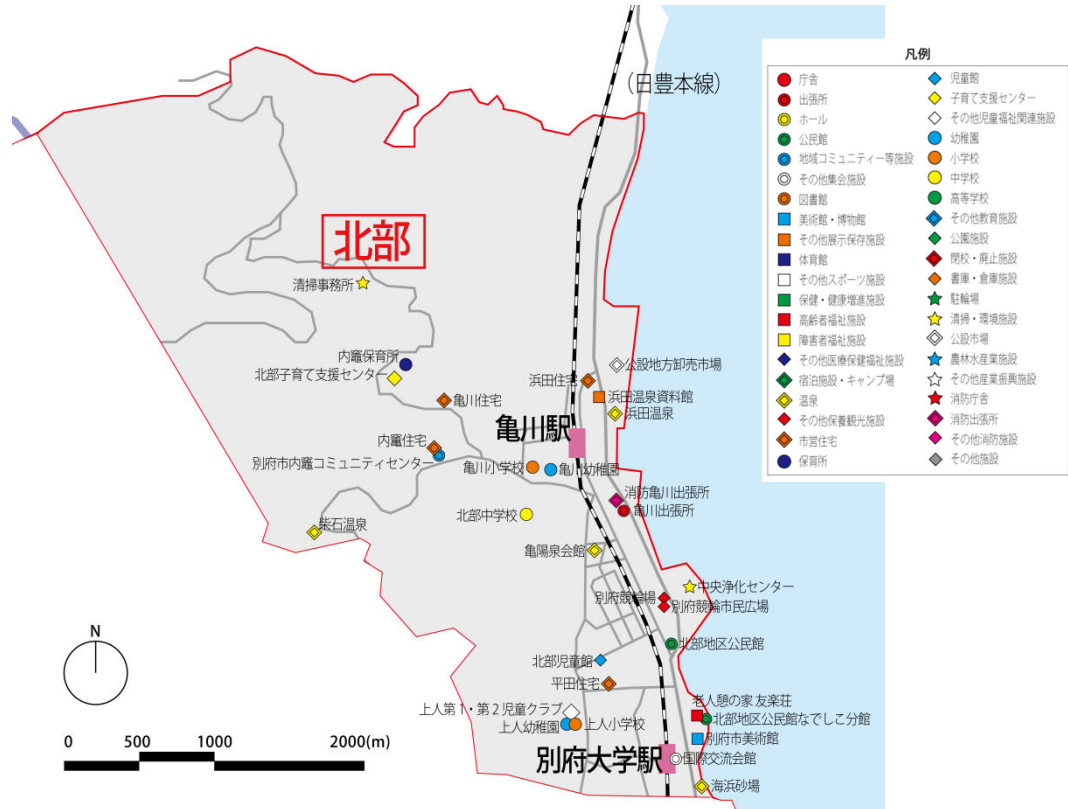 (日豊本線)
北部
清掃事務所
内竈保育所
北部子育て支援センター
亀川住宅
内竈住宅
別府市内竈コミュニティセンター
柴石温泉
公設地方卸売市場
浜田住宅
浜田温泉資料館
浜田温泉
亀川駅
亀川小学校
亀川幼稚園
北部中学校
消防亀川出張所
亀川出張所
亀陽泉会館
中央浄化センター
別府競輪場
別府競輪市民広場
北部地区公民館
北部児童館
平田住宅
上人第1・第2児童クラブ
上人幼稚園
上人小学校
老人憩の家 友楽荘
北部地区公民館なでしこ分館
別府市美術館
別府大学駅
国際交流会館
海浜砂場
N
0 500 1000 2000(m)
凡例
庁舎
出張所
ホール
公民館
地域コミュニティー等施設
その他集会施設
図書館
美術館・博物館
その他展示保存施設
体育館
その他スポーツ施設
保健・健康増進施設
高齢者福祉施設
障害者福祉施設
その他医療保健福祉施設
宿泊施設・キャンプ場
温泉
その他保養観光施設
市営住宅
保育所
児童館
子育て支援センター
その他児童福祉関連施設
幼稚園
小学校
中学校
高等学校
その他教育施設
公園施設
閉校・廃止施設
書庫・倉庫施設
駐輪場
清掃・環境施設
公設市場
農林水産業施設
その他産業振興施設
消防庁舎
消防出張所
その他消防施設
その他施設